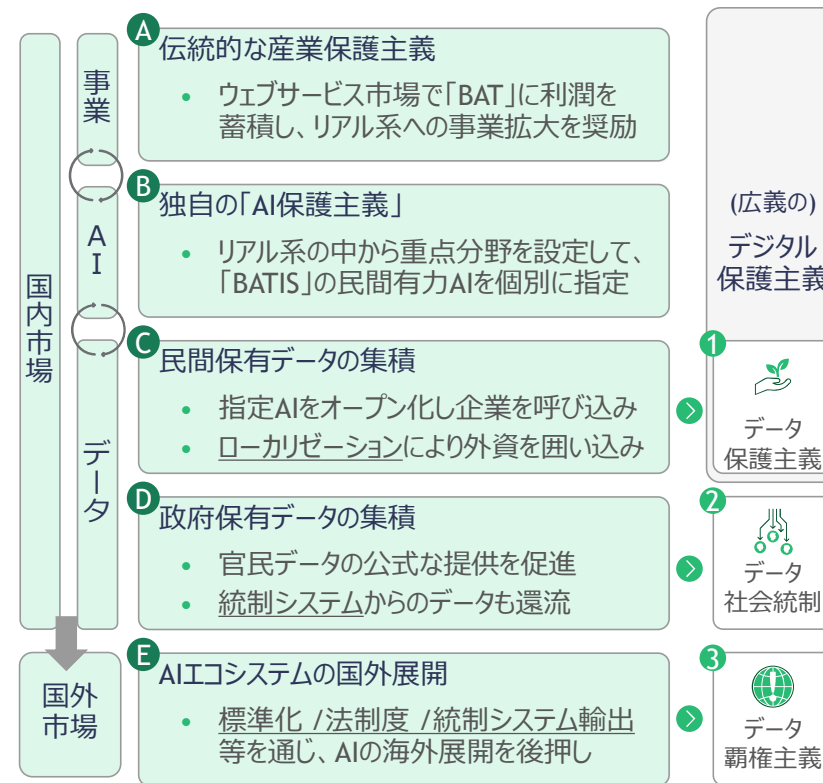 国内市場
事業
AI
データ
国外
市場
A
伝統的な産業保護主義
• ウェブサービス市場で「BAT」に利潤を
蓄積し、リアル系への事業拡大を奨励
B
独自の「AI保護主義」
• リアル系の中から重点分野を設定して、
「BATIS」の民間有力AIを個別に指定
C
民間保有データの集積
• 指定AIをオープン化し企業を呼び込み
• ローカリゼーションにより外資を囲い込み
D
政府保有データの集積
• 官民データの公式な提供を促進
• 統制システムからのデータも還流
E
AIエコシステムの国外展開
• 標準化 /法制度 /統制システム輸出
等を通じ、AIの海外展開を後押し
(広義の)
デジタル
保護主義
1
データ
保護主義
2
データ
社会統制
3
データ
覇権主義